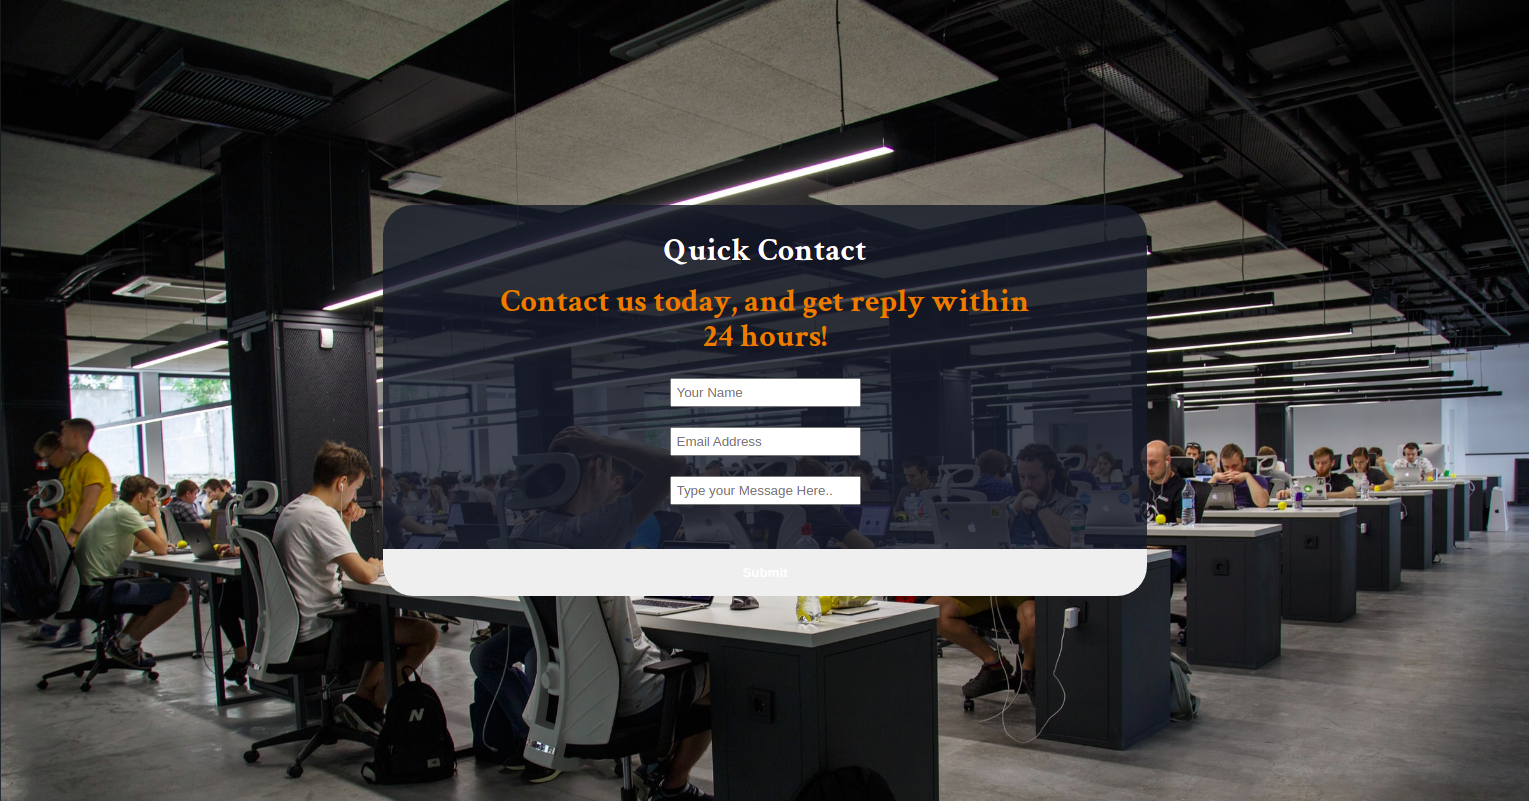 Quick Contact
Contact us today, and get reply within
24 hours!
Your Name
Email Address
Type your Message Here..
Submit